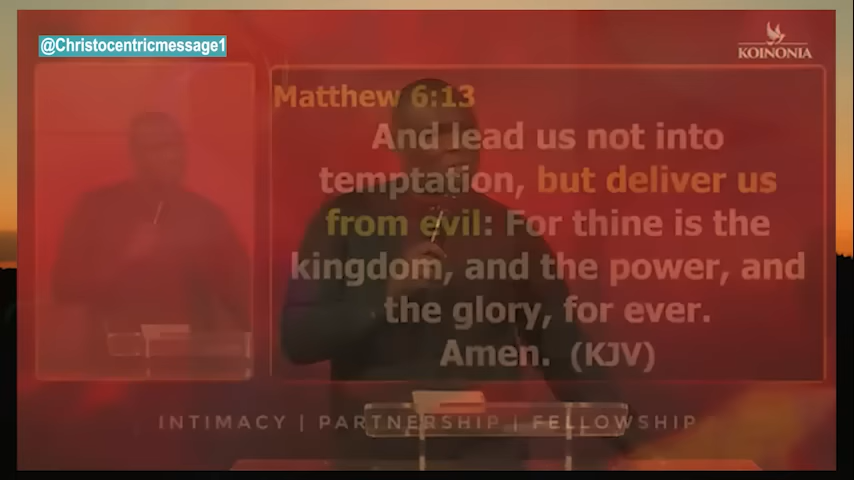 @Christocentricmessage1
KOINONIA
Matthew 6:13
And lead us not into
temptation, but deliver us
from evil: For thine is the
kingdom, and the power, and
the glory, for ever.
Amen. (KJV)
INTIMACY | PARTNERSHIP | FELLOWSHIP